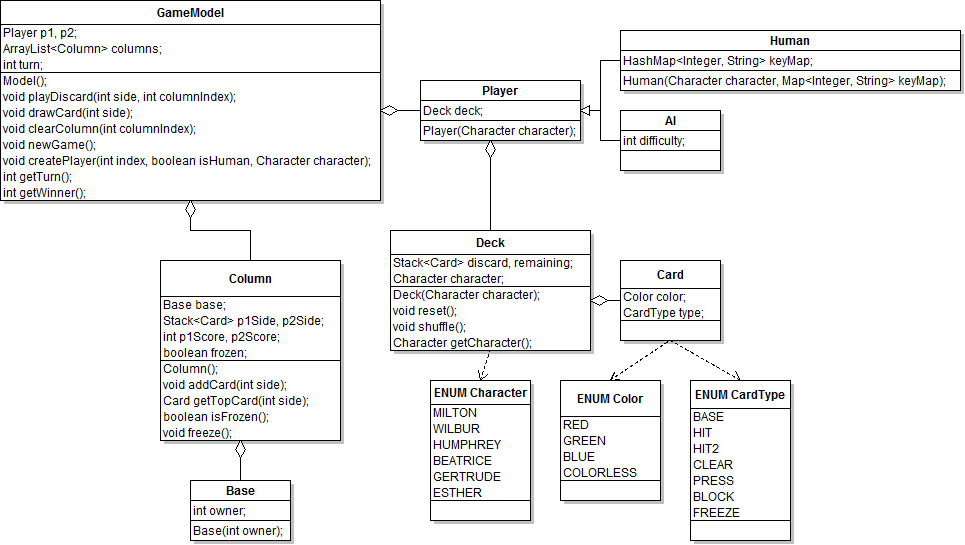 GameModel
Player p1, p2;
ArrayList<Column> columns;
int turn;
Model();
void playDiscard(int side, int columnIndex);
void drawCard(int side);
void clearColumn(int columnIndex);
void newGame();
void createPlayer(int index, boolean isHuman, Character character);
int getTurn();
int getWinner();
Player
Deck deck;
Player(Character character);
Human
HashMap<Integer, String> keyMap;
Human(Character character, Map<Integer, String> keyMap);
AI
int difficulty;
Column
Base base;
Stack<Card> p1Side, p2Side;
int p1Score, p2Score;
boolean frozen;
Column();
void addCard(int side);
Card getTopCard(int side);
boolean isFrozen();
void freeze();
Base
int owner;
Base(int owner);
Deck
Stack<Card> discard, remaining;
Character character;
Deck(Character character);
void reset();
void shuffle();
Character getCharacter();
Card
Color color;
CardType type;
ENUM Character
MILTON
WILBUR
HUMPHREY
BEATRICE
GERTRUDE
ESTHER
ENUM Color
RED
GREEN
BLUE
COLORLESS
ENUM CardType
BASE
HIT
HIT2
CLEAR
PRESS
BLOCK
FREEZE